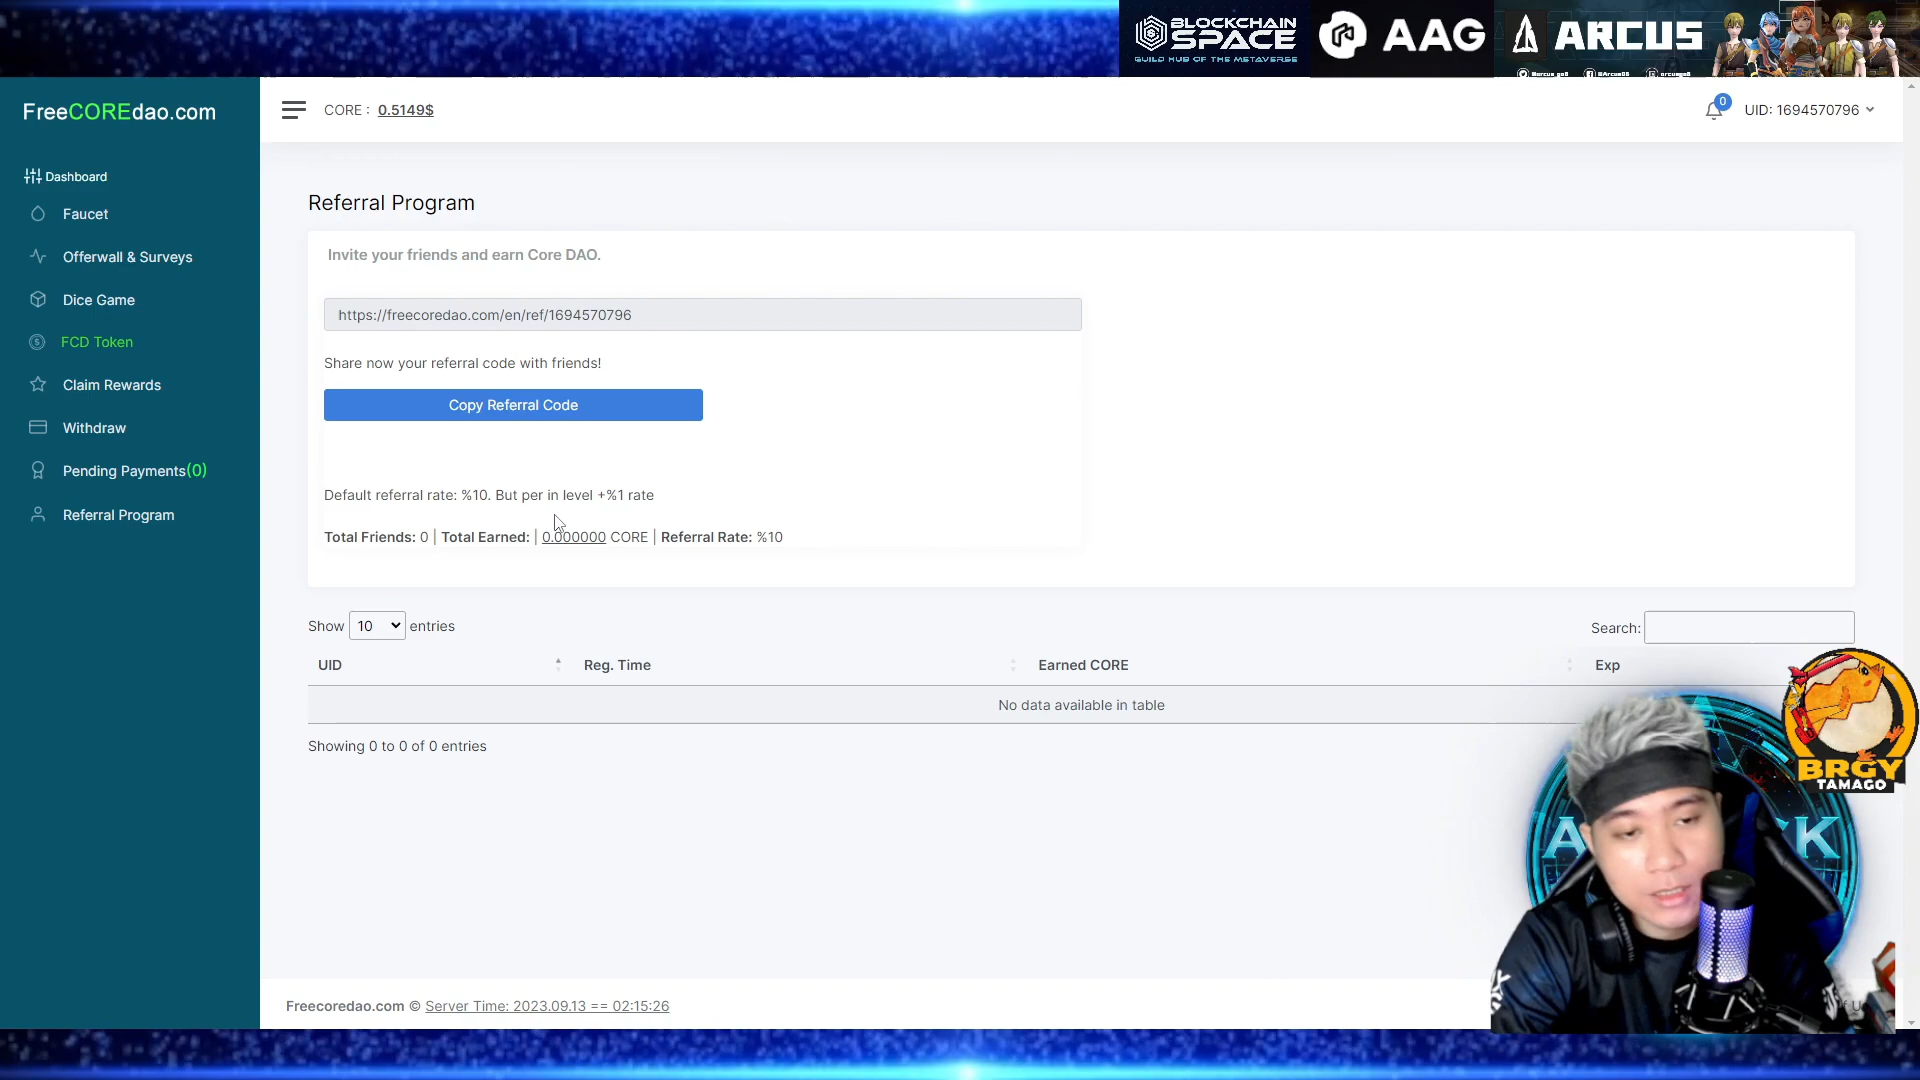 BLOCKCHAIN
SPACE
GUILD HUB OF THE METAVERSE
AAG
ARCUS
FreeCOREdao.com
CORE : 0.5149$
0
UID: 1694570796
Dashboard
Faucet
Offerwall & Surveys
Dice Game
FCD Token
Claim Rewards
Withdraw
Pending Payments(0)
Referral Program
Referral Program
Invite your friends and earn Core DAO.
https://freecoredao.com/en/ref/1694570796
Share now your referral code with friends!
Copy Referral Code
Default referral rate: %10. But per in level +%1 rate
Total Friends: 0 | Total Earned: | 0.000000 CORE | Referral Rate: %10
Show 10 entries
Search:
UID Reg. Time Earned CORE Exp
No data available in table
Showing 0 to 0 of 0 entries
BRGY
TAMAGO
Freecoredao.com © Server Time: 2023.09.13 == 02:15:26